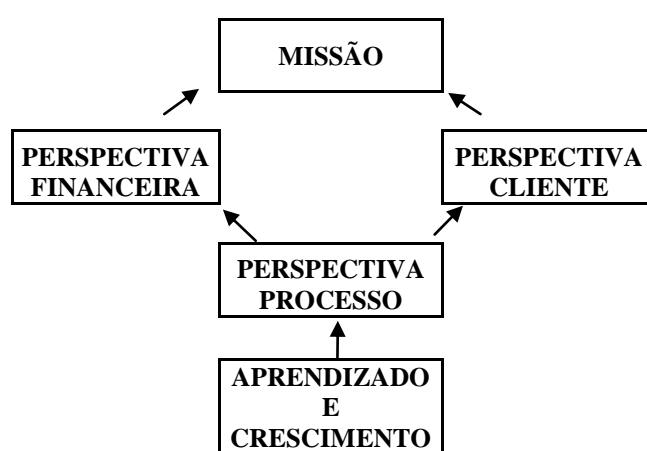 MISSÃO
PERSPECTIVA
FINANCEIRA
PERSPECTIVA
CLIENTE
PERSPECTIVA
PROCESSO
APRENDIZADO
E
CRESCIMENTO